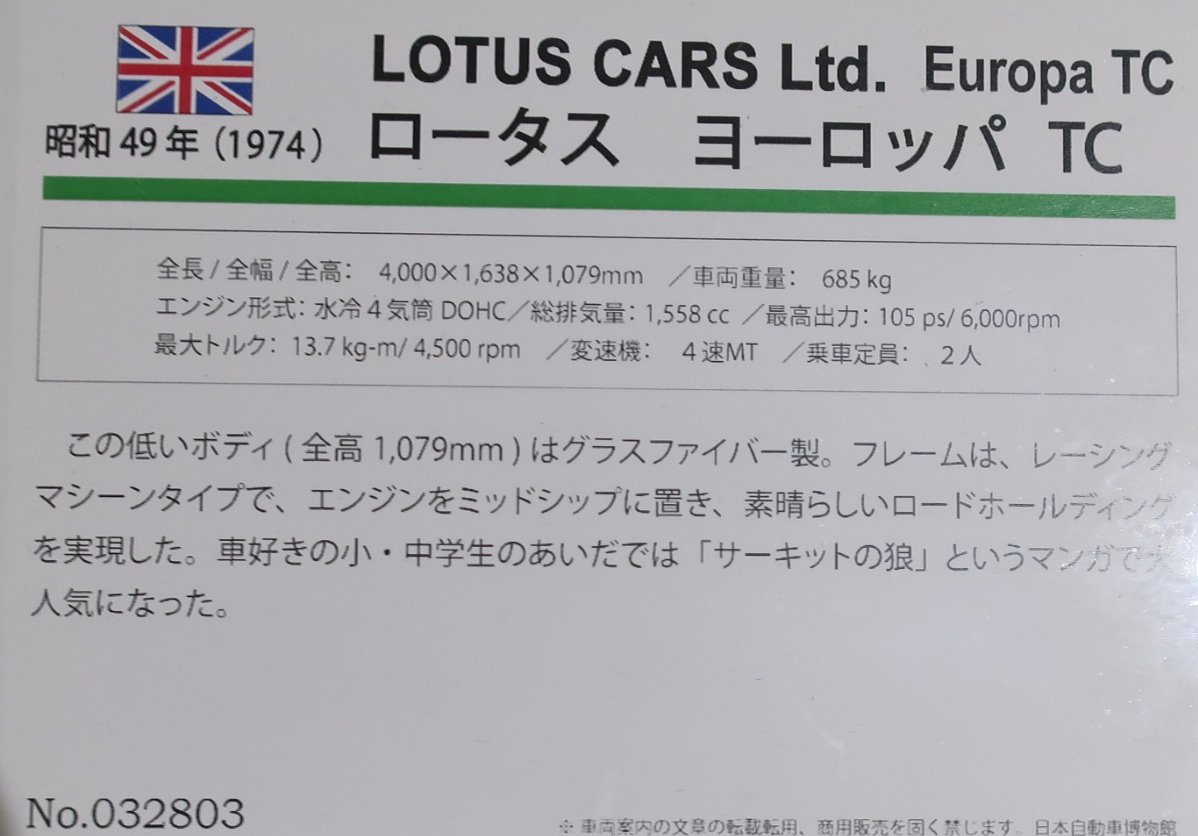 LOTUS CARS Ltd. Europa TC
昭和49年(1974) ロータス ヨーロッパ TC
全長/全幅/全高： 4,000×1,638×1,079mm ／車両重量： 685 kg
エンジン形式：水冷4気筒 DOHC／総排気量：1,558 cc ／最高出力：105 ps/ 6,000rpm
最大トルク： 13.7 kg-m/ 4,500 rpm ／変速機： 4速MT ／乗車定員： 2人
この低いボディ(全高1,079mm)はグラスファイバー製。フレームは、レーシング
マシーンタイプで、エンジンをミッドシップに置き、素晴らしいロードホールディング
を実現した。車好きの小・中学生のあいだでは「サーキットの狼」というマンガで大
人気になった。
No.032803
※ 車両案内の文章の転載転用、商用販売を固く禁じます。日本自動車博物館